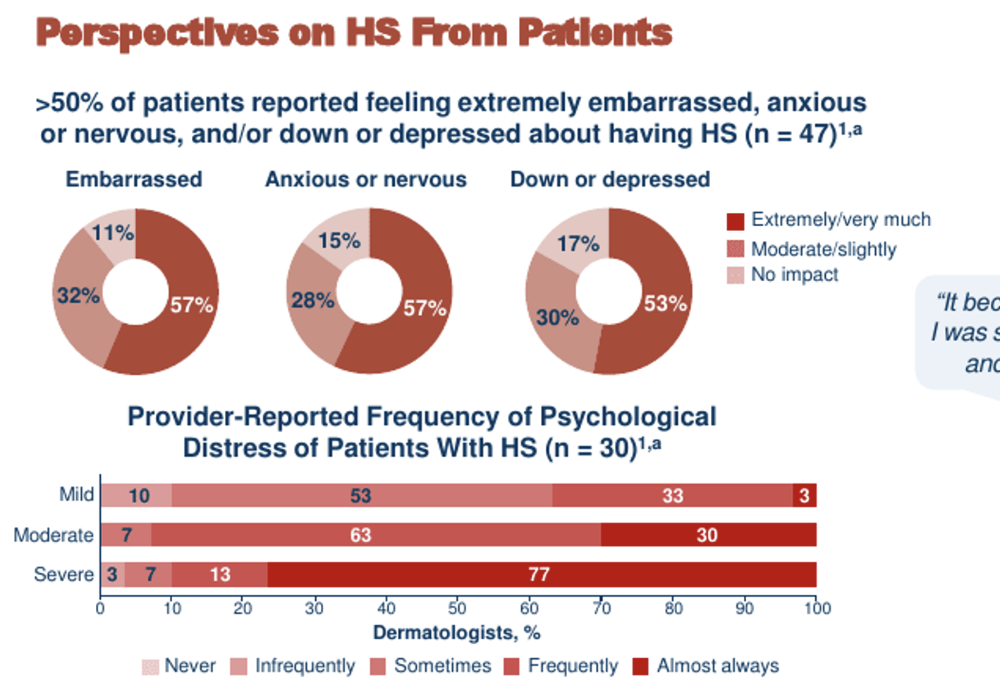 Perspectives on HS From Patients
>50% of patients reported feeling extremely embarrassed, anxious
or nervous, and/or down or depressed about having HS (n = 47)¹,ᵃ
Embarrassed
Anxious or nervous
Down or depressed
11%
32%
57%
15%
28%
57%
17%
30%
53%
Extremely/very much
Moderate/slightly
No impact
“It bec
I was s
and
Provider-Reported Frequency of Psychological
Distress of Patients With HS (n = 30)¹,ᵃ
Mild 10 53 33 3
Moderate 7 63 30
Severe 3 7 13 77
0 10 20 30 40 50 60 70 80 90 100
Dermatologists, %
Never Infrequently Sometimes Frequently Almost always